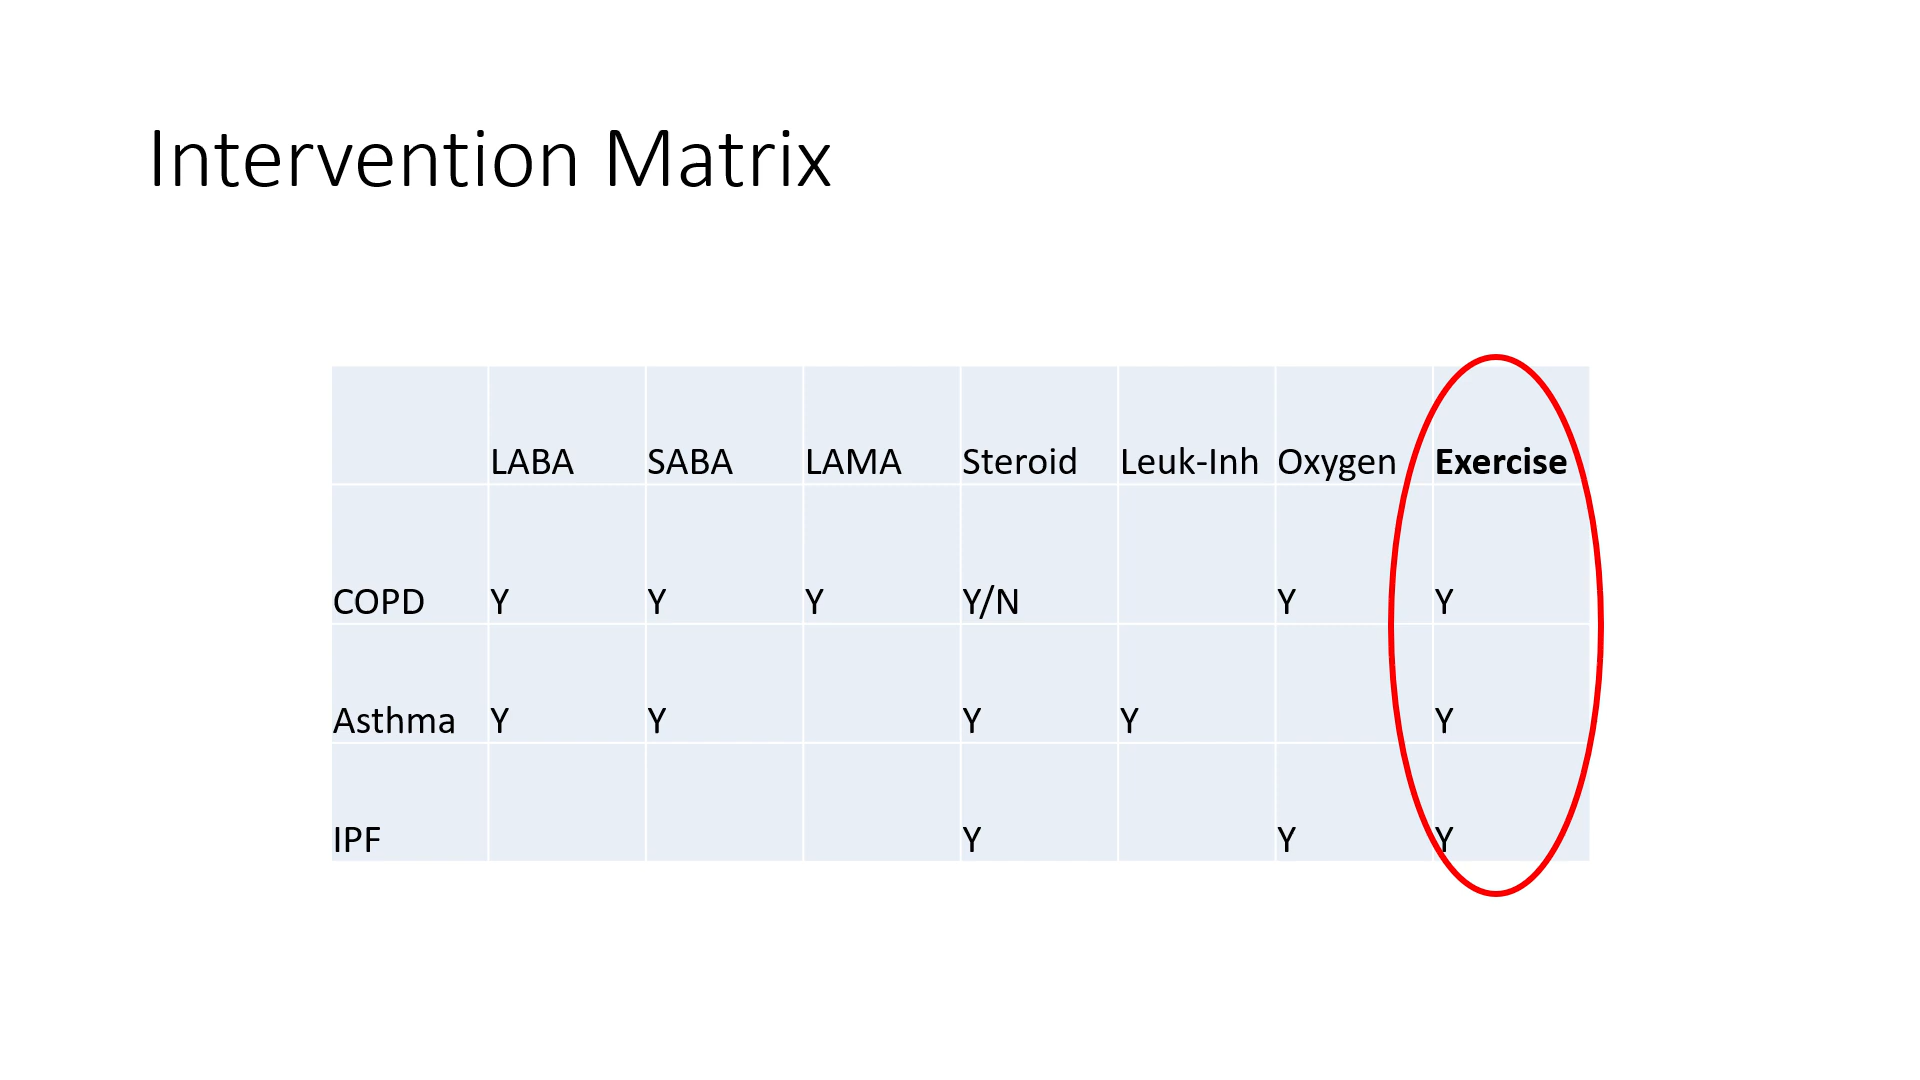 Intervention Matrix
LABA SABA LAMA Steroid Leuk-Inh Oxygen Exercise
COPD Y Y Y Y/N Y Y
Asthma Y Y Y Y Y
IPF Y Y Y